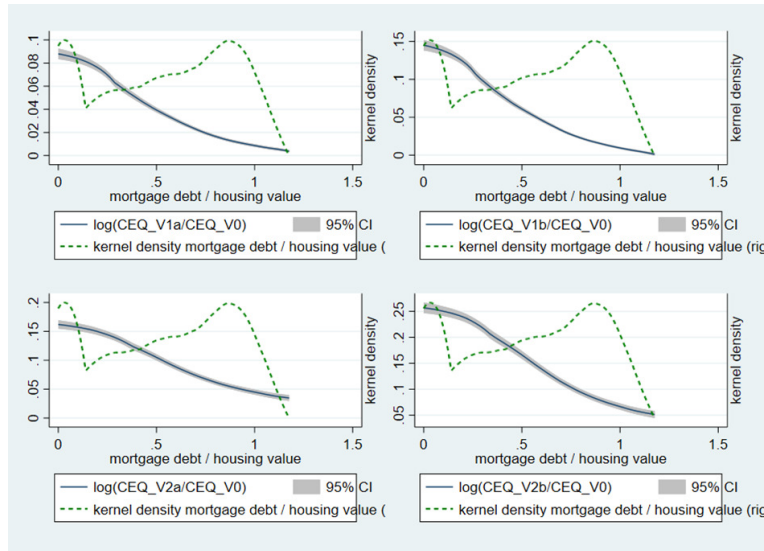 .1
.08
.06
.04
.02
0
kernel density
0 .5 1 1.5
mortgage debt / housing value
log(CEQ_V1a/CEQ_V0) 95% CI
kernel density mortgage debt / housing value (
.15
.1
.05
0
kernel density
0 .5 1 1.5
mortgage debt / housing value
log(CEQ_V1b/CEQ_V0) 95% CI
kernel density mortgage debt / housing value (rig
.2
.15
.1
.05
0
kernel density
0 .5 1 1.5
mortgage debt / housing value
log(CEQ_V2a/CEQ_V0) 95% CI
kernel density mortgage debt / housing value (
.25
.2
.15
.1
.05
kernel density
0 .5 1 1.5
mortgage debt / housing value
log(CEQ_V2b/CEQ_V0) 95% CI
kernel density mortgage debt / housing value (rig